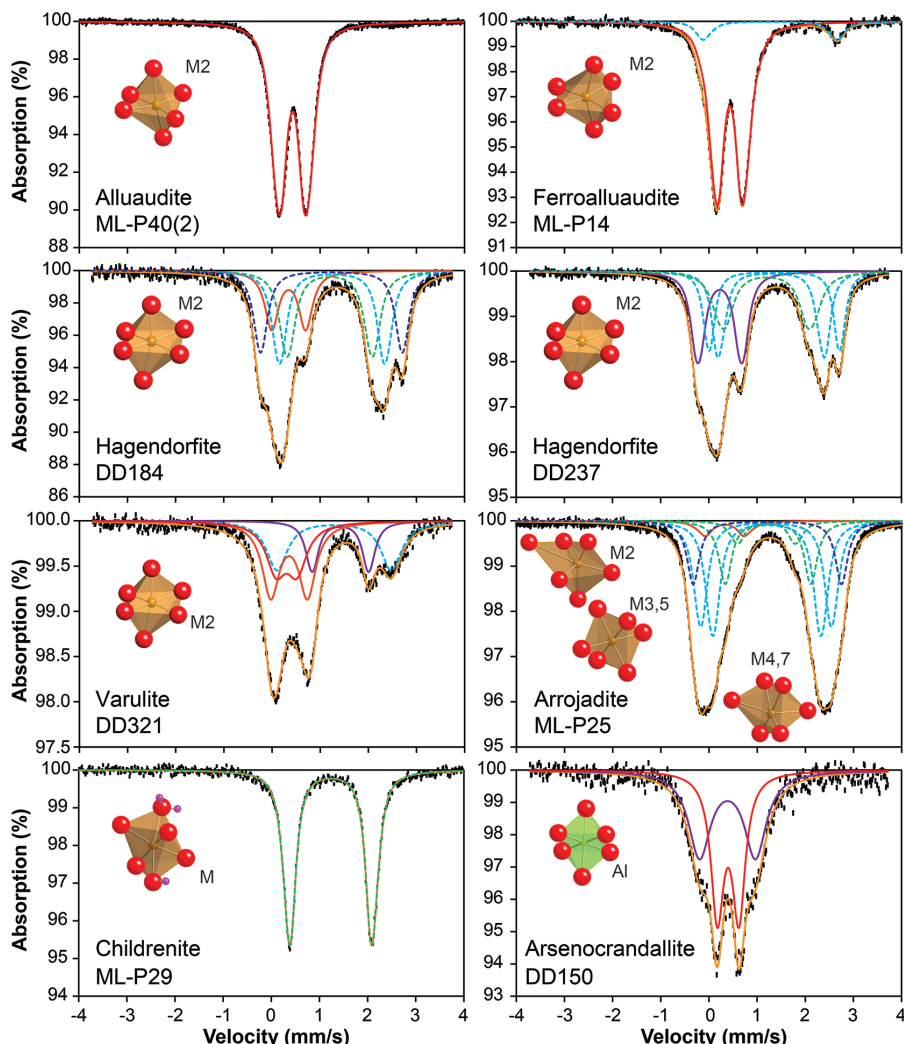 Absorption (%)
100
98
96
94
92
90
88
M2
Alluaudite
ML-P40(2)
100
99
98
97
96
95
94
93
92
91
M2
Ferroalluaudite
ML-P14
Absorption (%)
100
98
96
94
92
90
88
86
M2
Hagendorfite
DD184
100
99
98
97
96
95
M2
Hagendorfite
DD237
Absorption (%)
100.0
99.5
99.0
98.5
98.0
97.5
M2
Varulite
DD321
100
99
98
97
96
95
M2
M3,5
M4,7
Arrojadite
ML-P25
Absorption (%)
100
99
98
97
96
95
94
M
Childrenite
ML-P29
100
99
98
97
96
95
94
93
Al
Arsenocrandallite
DD150
-4 -3 -2 -1 0 1 2 3 4
Velocity (mm/s)
-4 -3 -2 -1 0 1 2 3 4
Velocity (mm/s)